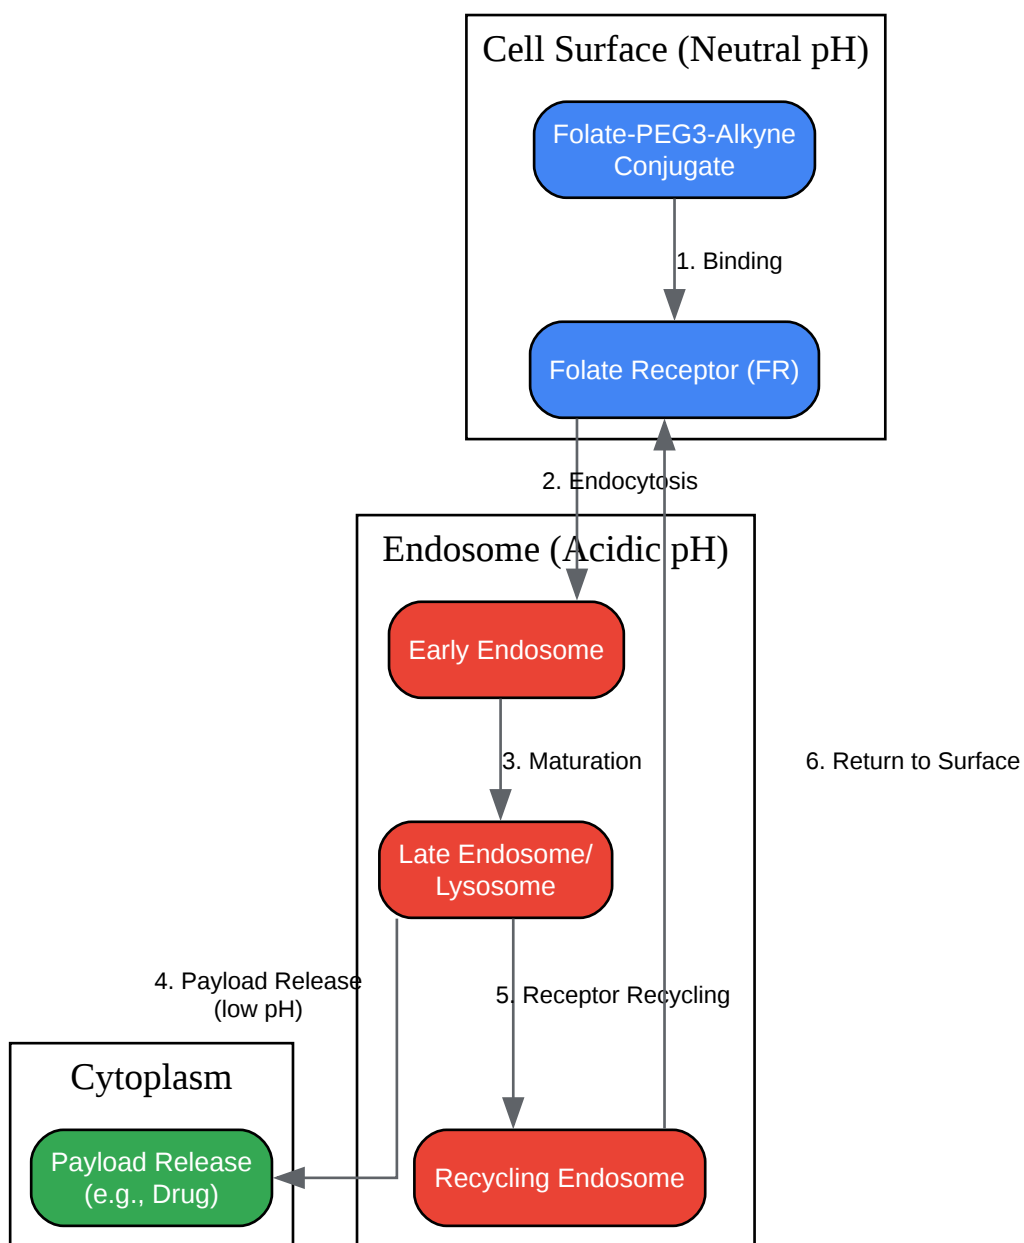 Cell Surface (Neutral pH)
Folate-PEG3-Alkyne
Conjugate
1. Binding
Folate Receptor (FR)
2. Endocytosis
Endosome (Acidic pH)
Early Endosome
3. Maturation
6. Return to Surface
Late Endosome/
Lysosome
4. Payload Release
(low pH)
5. Receptor Recycling
Cytoplasm
Payload Release
(e.g., Drug)
Recycling Endosome